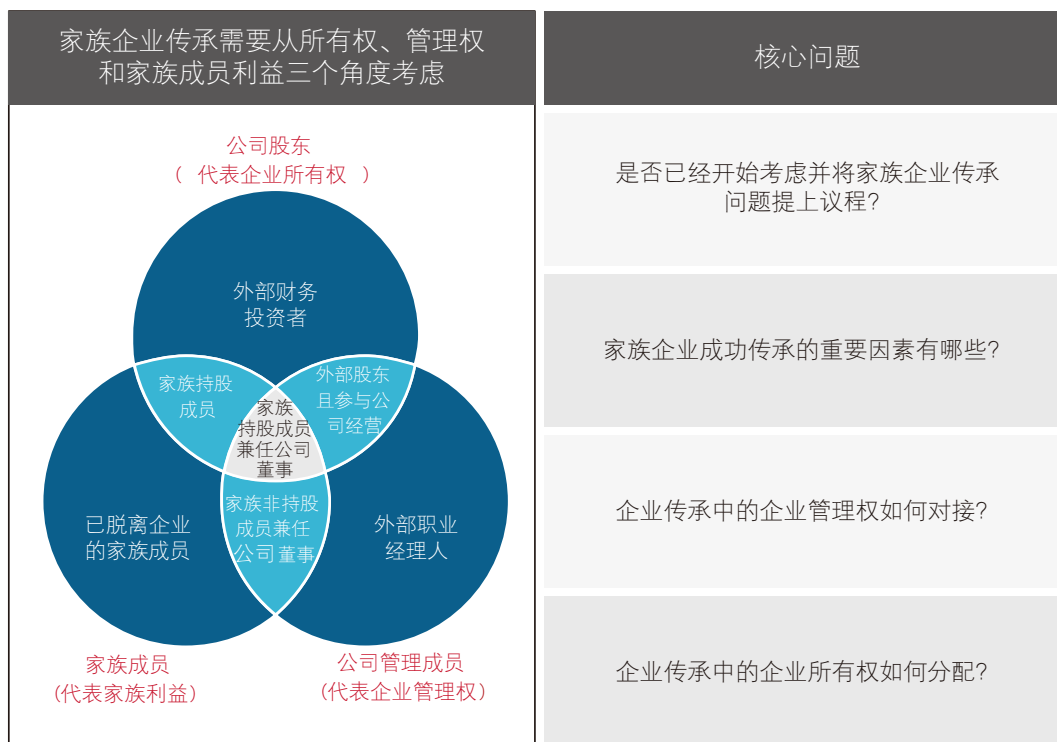 家族企业传承需要从所有权、管理权
和家族成员利益三个角度考虑
公司股东
( 代表企业所有权 )
外部财务
投资者
家族持股
成员
外部股东
且参与公
司经营
家族
持股成员
兼任公司
董事
家族非持股
成员兼任
公司董事
已脱离企业
的家族成员
外部职业
经理人
家族成员
(代表家族利益)
公司管理成员
(代表企业管理权)
核心问题
是否已经开始考虑并将家族企业传承
问题提上议程?
家族企业成功传承的重要因素有哪些?
企业传承中的企业管理权如何对接?
企业传承中的企业所有权如何分配?